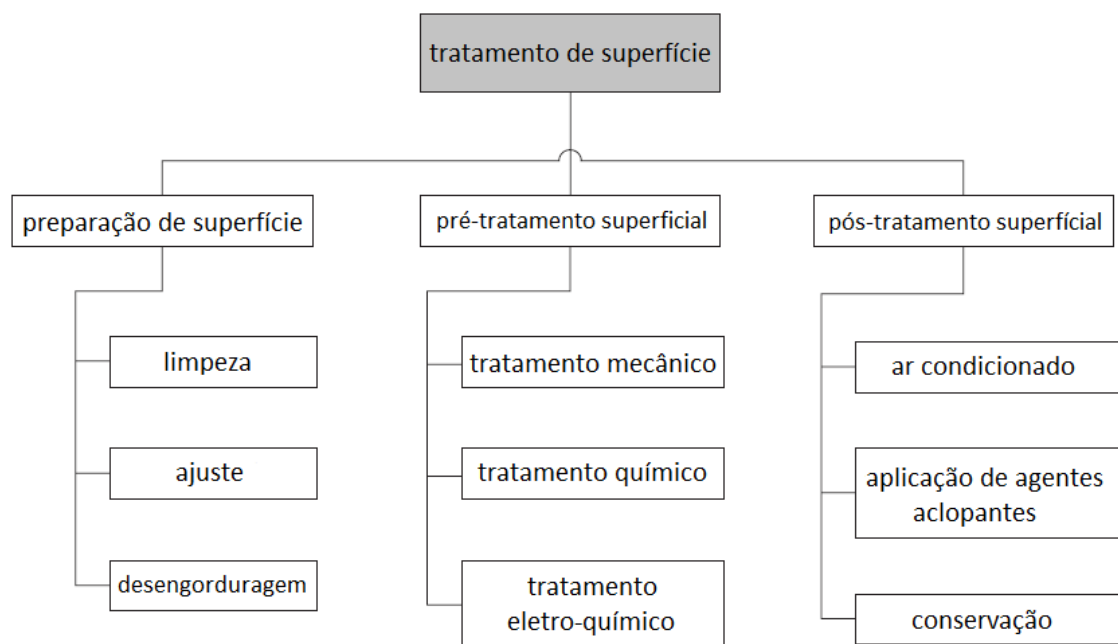 tratamento de superfície
preparação de superfície
pré-tratamento superficial
pós-tratamento superfícial
limpeza
ajuste
desengorduragem
tratamento mecânico
tratamento químico
tratamento
eletro-químico
ar condicionado
aplicação de agentes
aclopantes
conservação